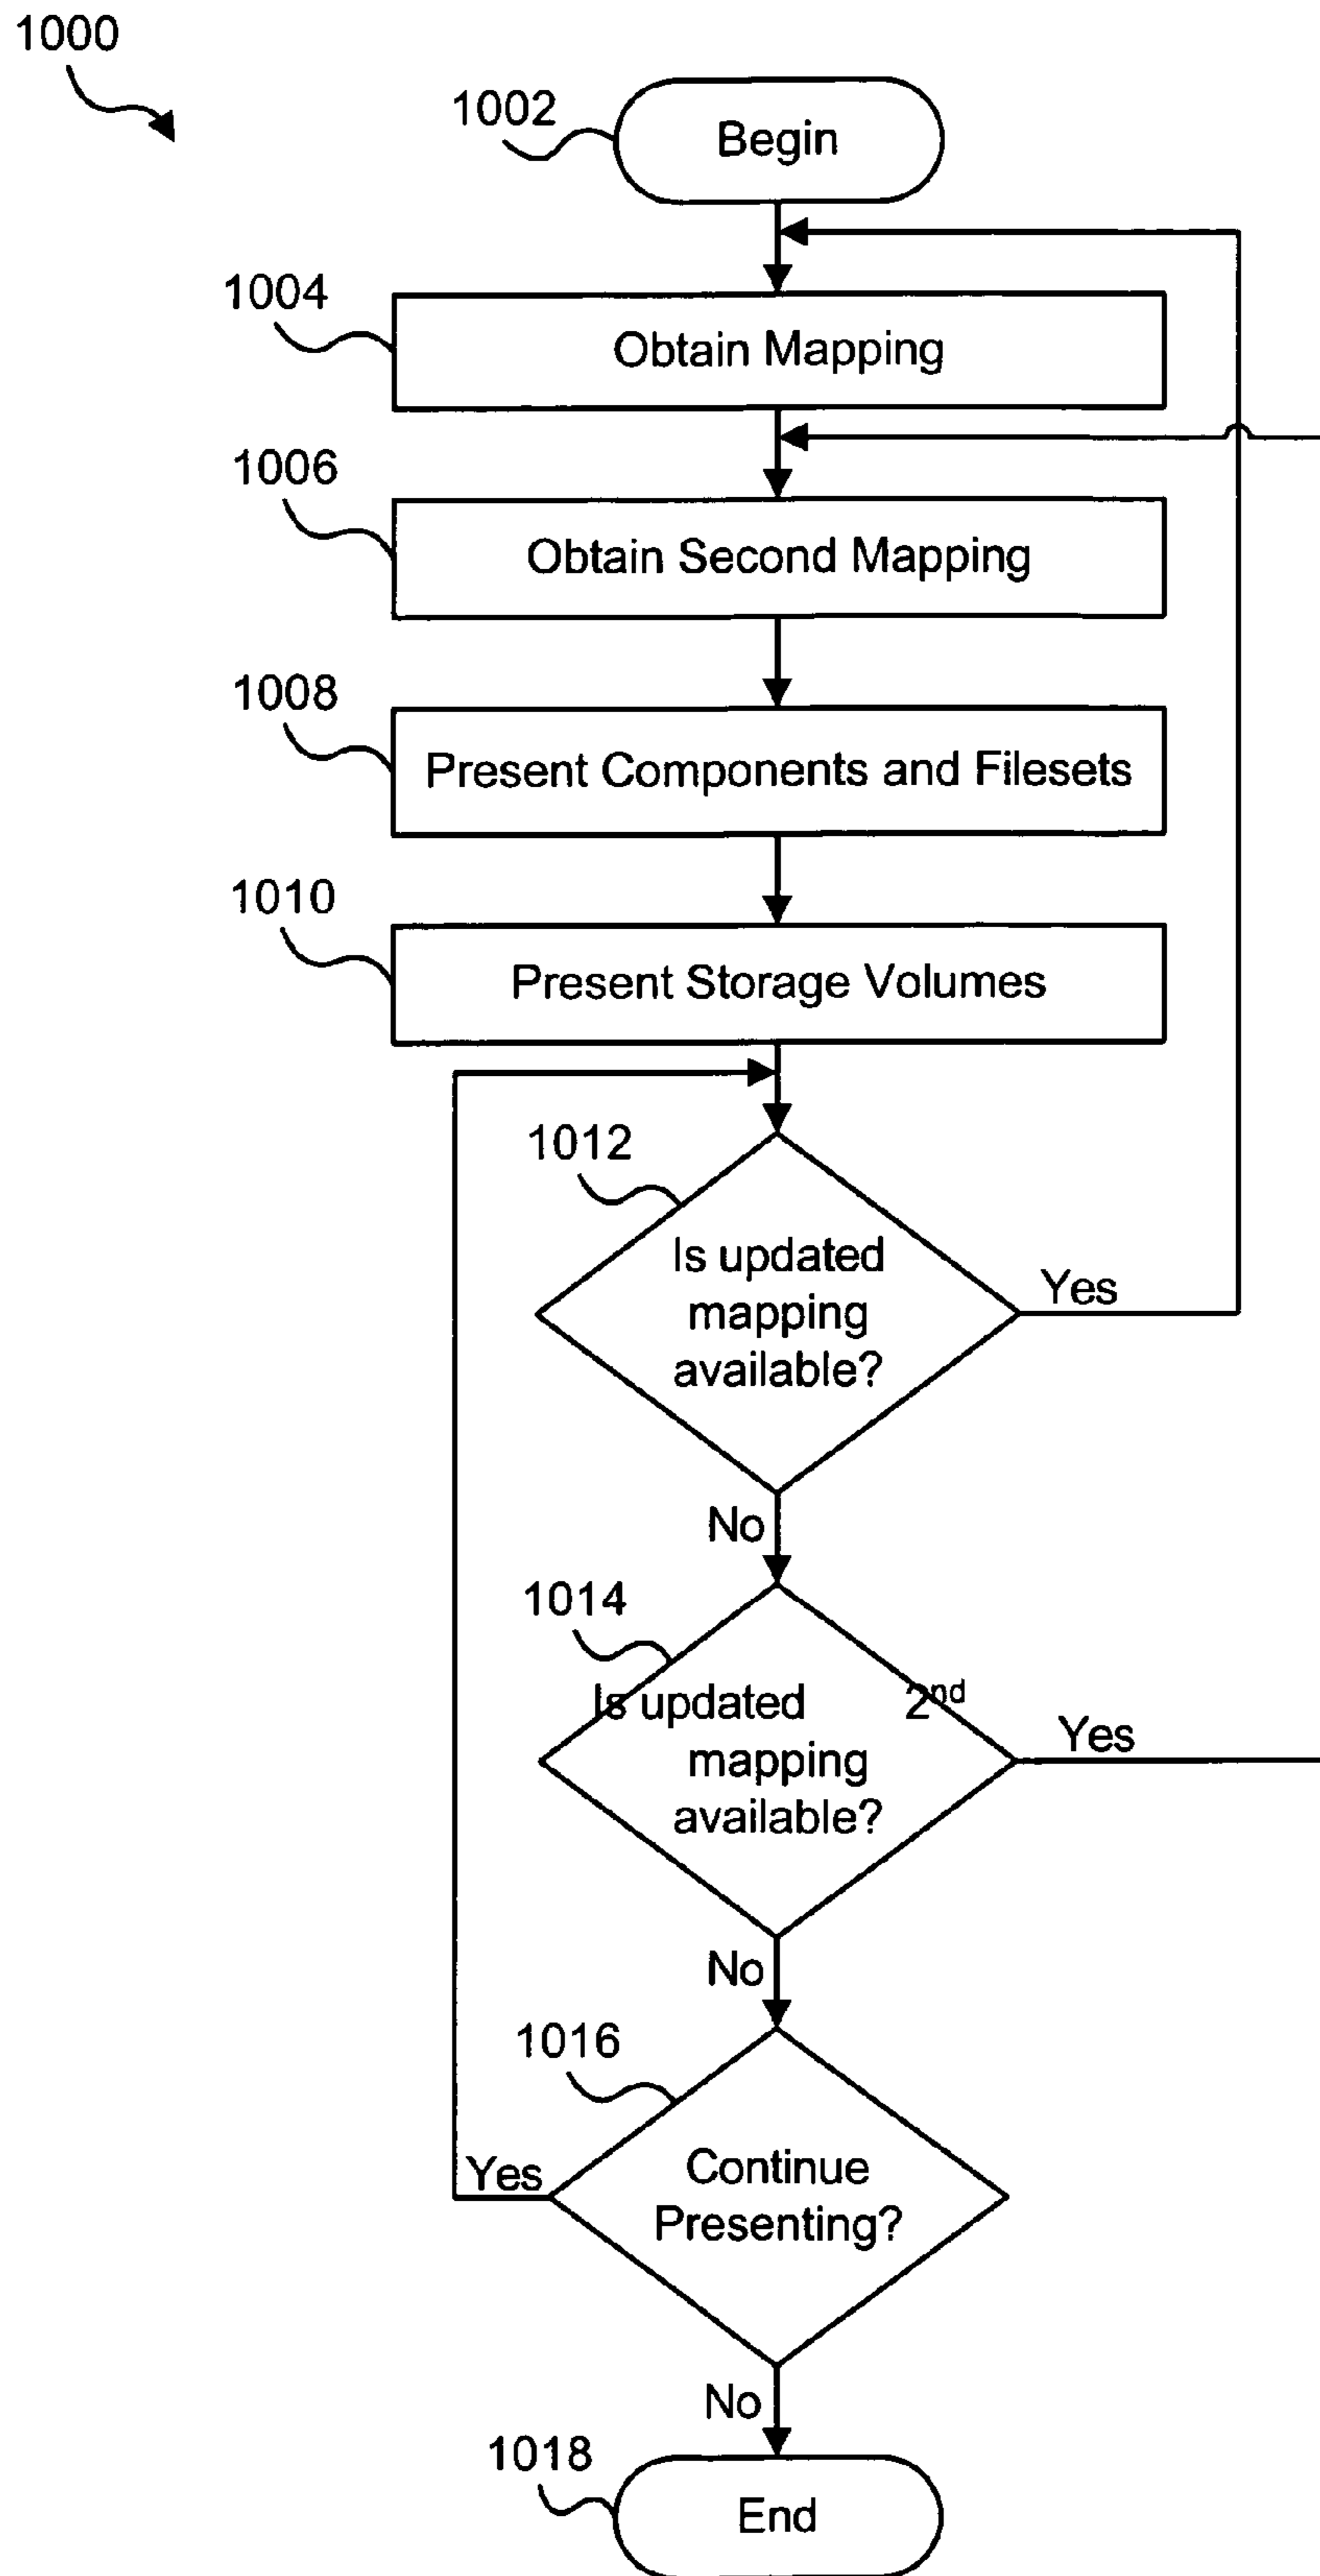 1000
1002
Begin
1004
Obtain Mapping
1006
Obtain Second Mapping
1008
Present Components and Filesets
1010
Present Storage Volumes
1012
Is updated
mapping
available?
Yes
No
1014
Is updated 2nd
mapping
available?
Yes
No
1016
Continue
Presenting?
Yes
No
1018
End